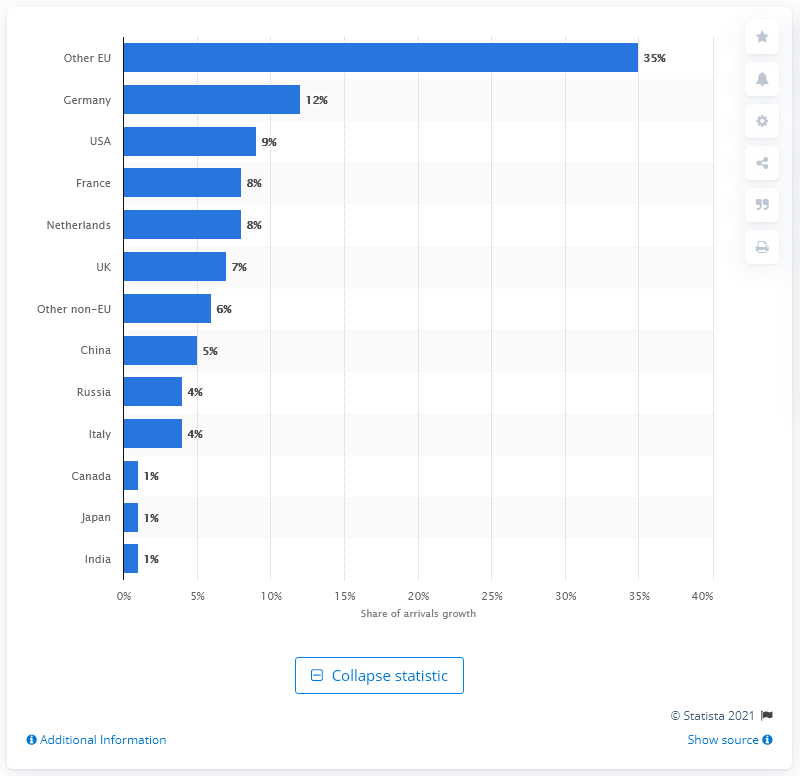 Other EU 35%
Germany 12%
USA 9%
France 8%
Netherlands 8%
UK 7%
Other non-EU 6%
China 5%
Russia 4%
Italy 4%
Canada 1%
Japan 1%
India 1%
0% 5% 10% 15% 20% 25% 30% 35% 40%
Share of arrivals growth
Collapse statistic
© Statista 2021
Additional Information Show source